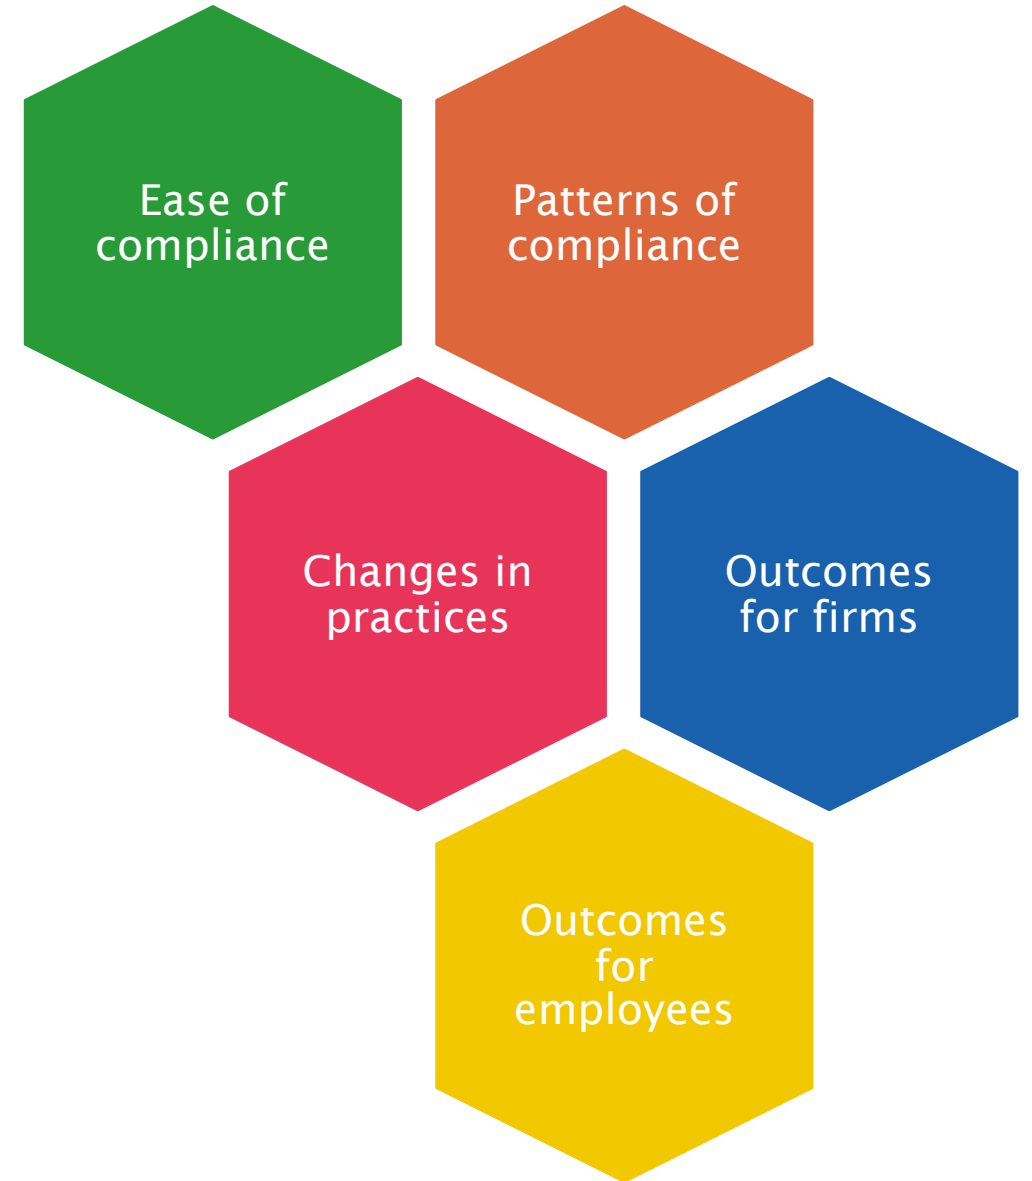 Ease of
compliance
Patterns of
compliance
Changes in
practices
Outcomes
for firms
Outcomes
for
employees